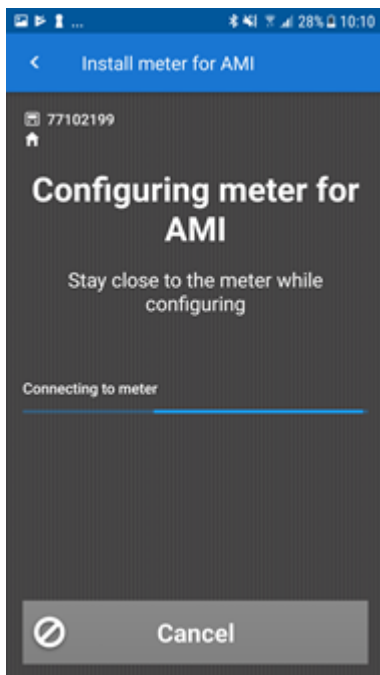 ... 28% 10:10
Install meter for AMI
77102199
Configuring meter for
AMI
Stay close to the meter while
configuring
Connecting to meter
Cancel